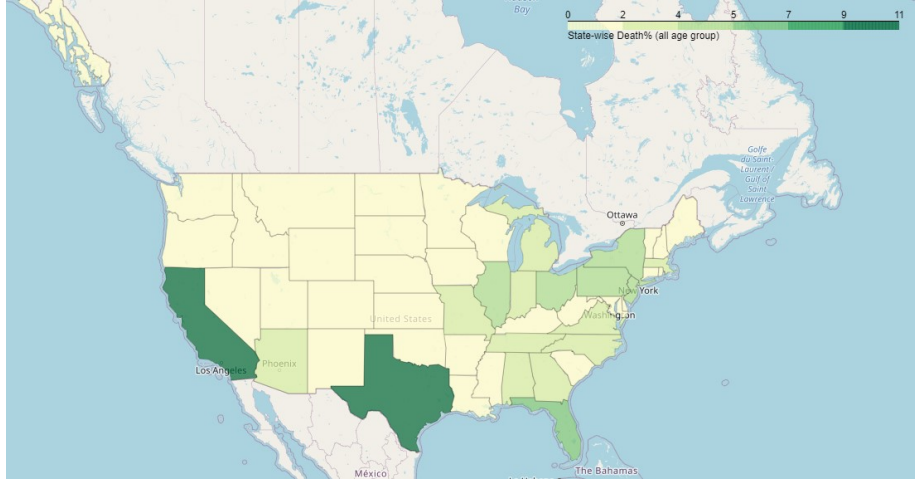 Bay
0 2 4 5 7 9 11
State-wise Death% (all age group)
Golfe
du Saint-
Laurent /
Gulf of
Saint
Lawrence
Ottawa
New York
United States
Washington
Phoenix
Los Angeles
México
The Bahamas